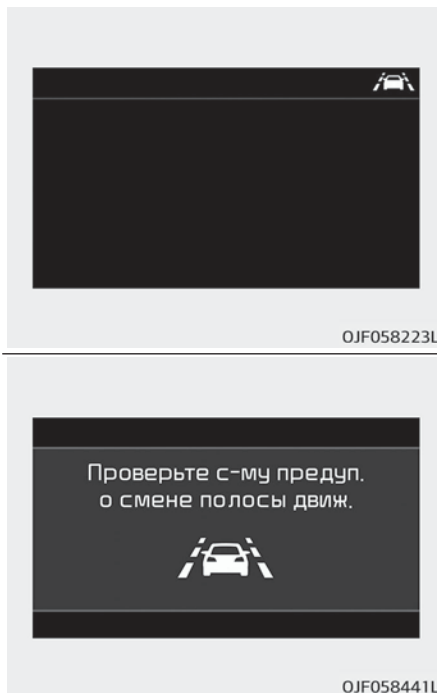 OJF058223L
Проверьте с-му предуп.
о смене полосы движ.
OJF058441L